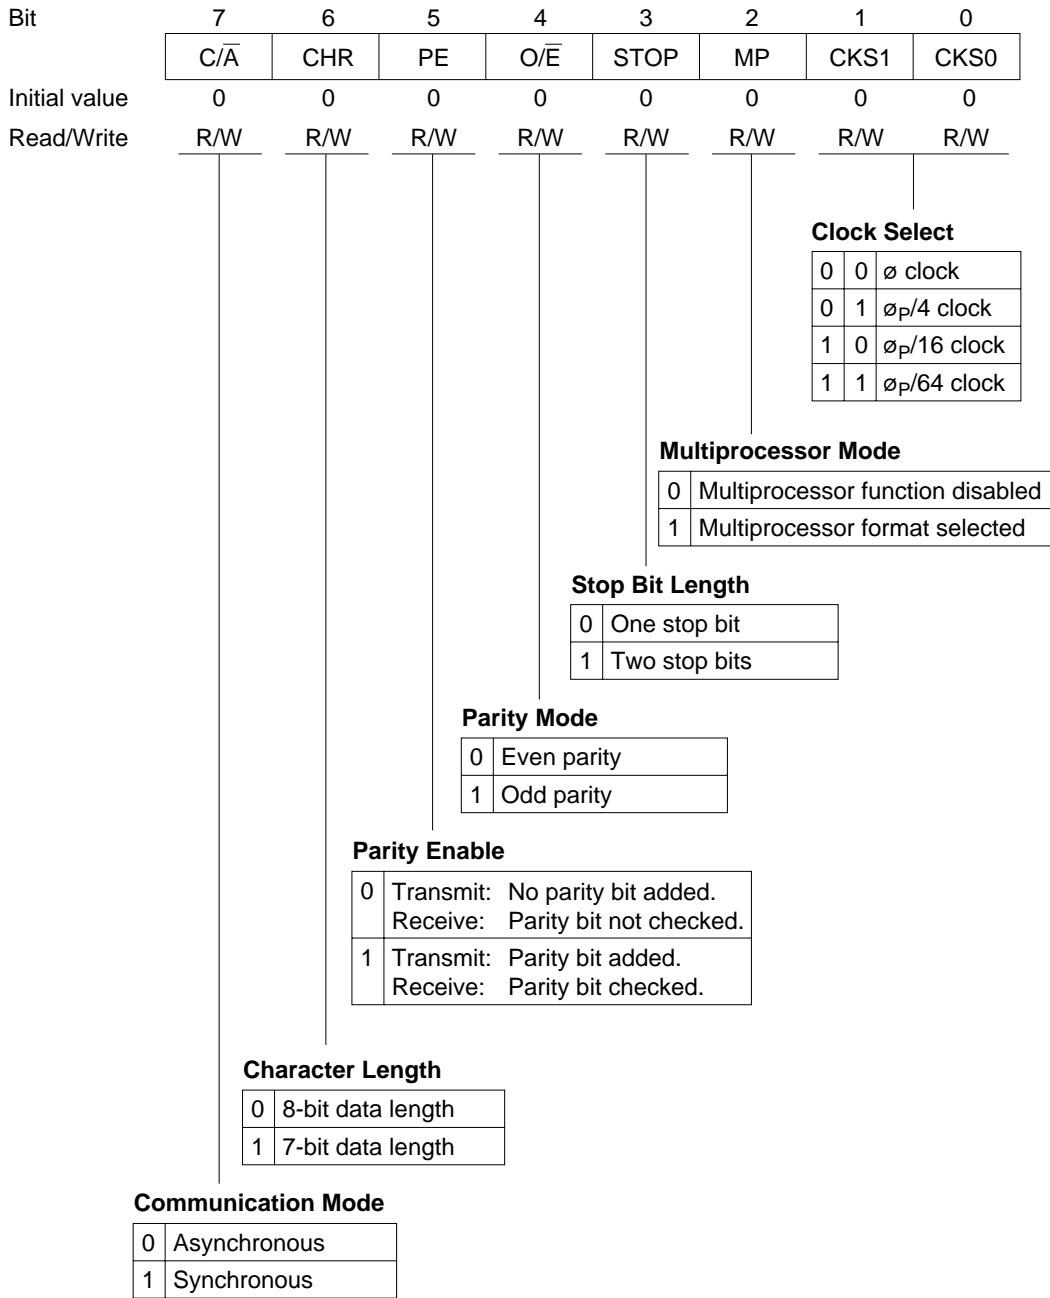 Bit 7 6 5 4 3 2 1 0
C/A̅ CHR PE O/E̅ STOP MP CKS1 CKS0
Initial value 0 0 0 0 0 0 0 0
Read/Write R/W R/W R/W R/W R/W R/W R/W R/W
Clock Select
0 0 ø clock
0 1 øP/4 clock
1 0 øP/16 clock
1 1 øP/64 clock
Multiprocessor Mode
0 Multiprocessor function disabled
1 Multiprocessor format selected
Stop Bit Length
0 One stop bit
1 Two stop bits
Parity Mode
0 Even parity
1 Odd parity
Parity Enable
0 Transmit: No parity bit added.
Receive: Parity bit not checked.
1 Transmit: Parity bit added.
Receive: Parity bit checked.
Character Length
0 8-bit data length
1 7-bit data length
Communication Mode
0 Asynchronous
1 Synchronous